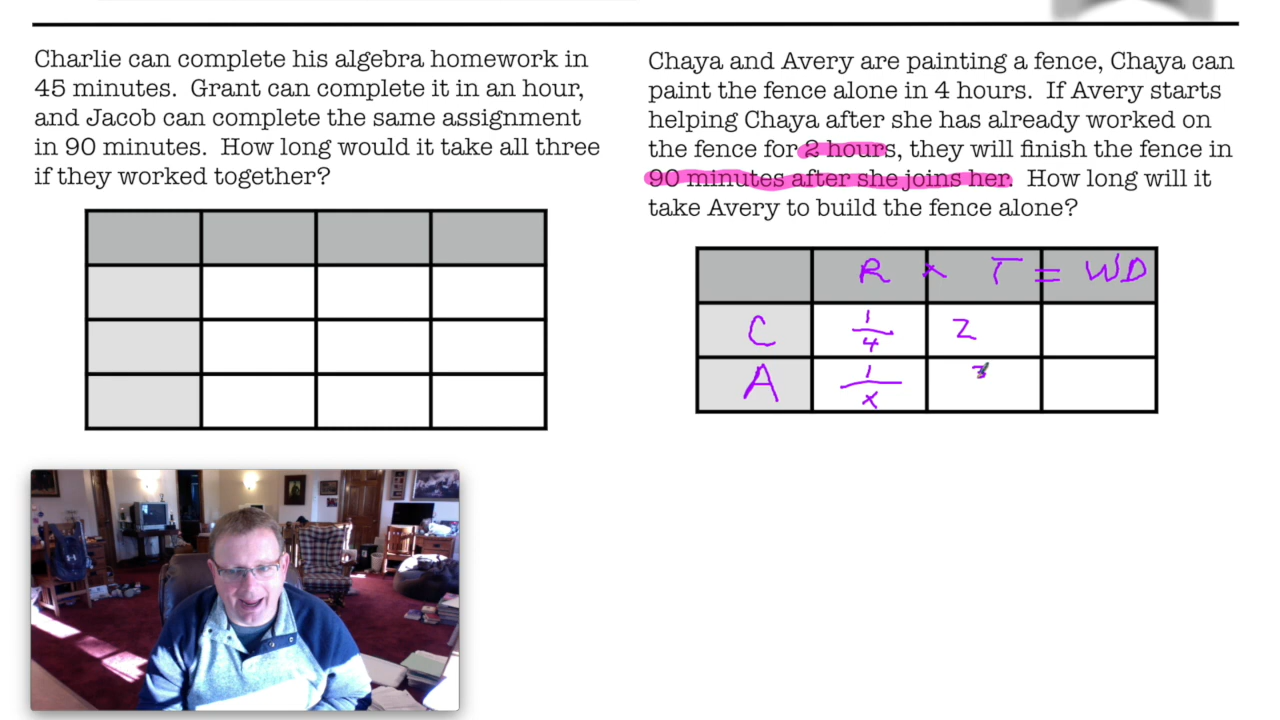 Charlie can complete his algebra homework in
45 minutes. Grant can complete it in an hour,
and Jacob can complete the same assignment
in 90 minutes. How long would it take all three
if they worked together?
Chaya and Avery are painting a fence, Chaya can
paint the fence alone in 4 hours. If Avery starts
helping Chaya after she has already worked on
the fence for 2 hours, they will finish the fence in
90 minutes after she joins her. How long will it
take Avery to build the fence alone?
R × T = WD
C 1/4 2
A 1/x 3